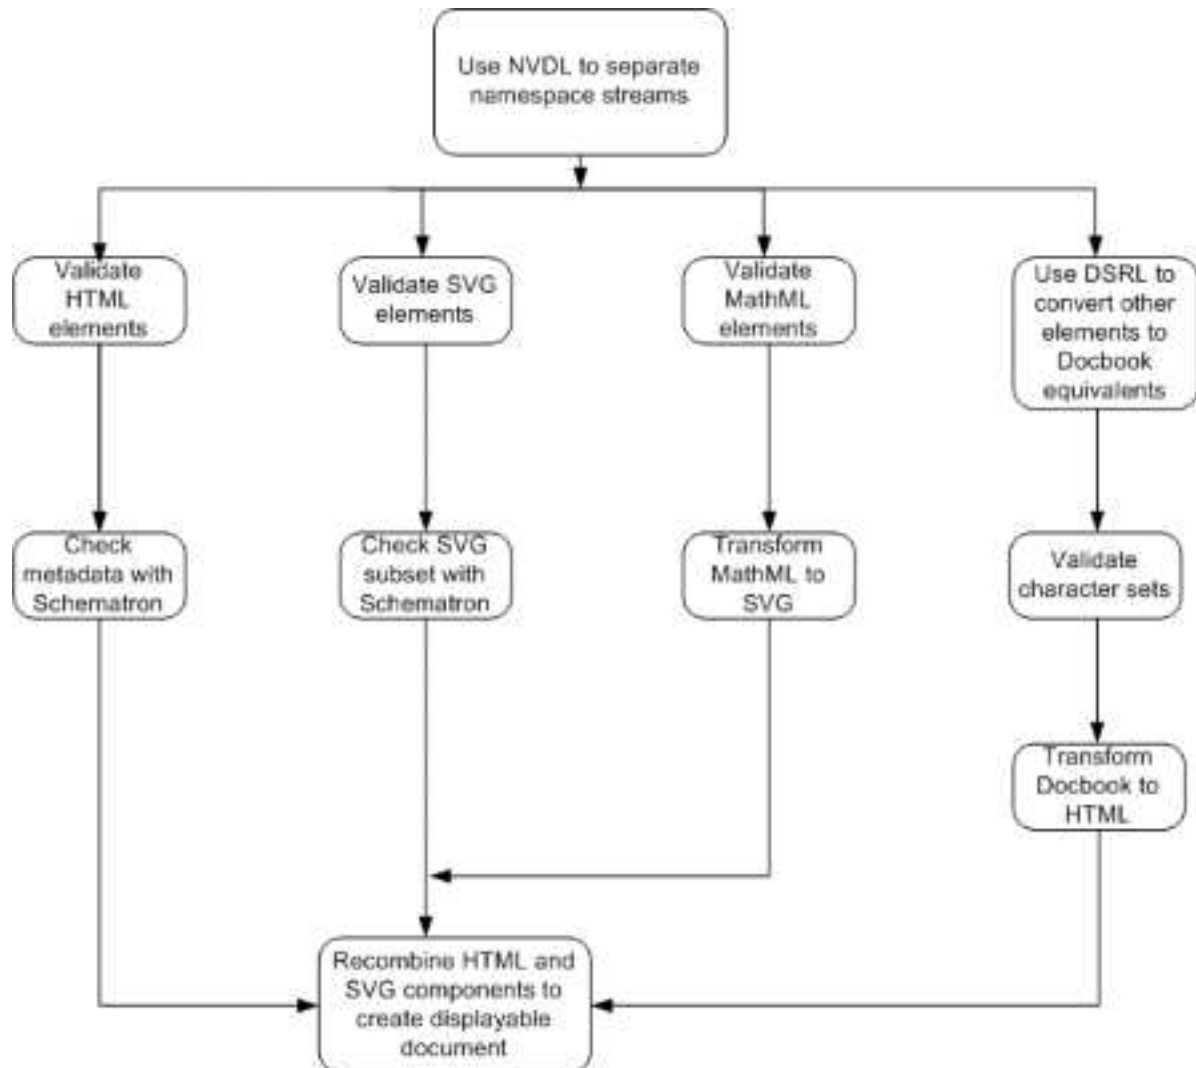 Use NVDL to separate
namespace streams
Validate
HTML
elements
Validate SVG
elements
Validate
MathML
elements
Use DSRL to
convert other
elements to
Docbook
equivalents
Check
metadata with
Schematron
Check SVG
subset with
Schematron
Transform
MathML to
SVG
Validate
character sets
Transform
Docbook to
HTML
Recombine HTML and
SVG components to
create displayable
document